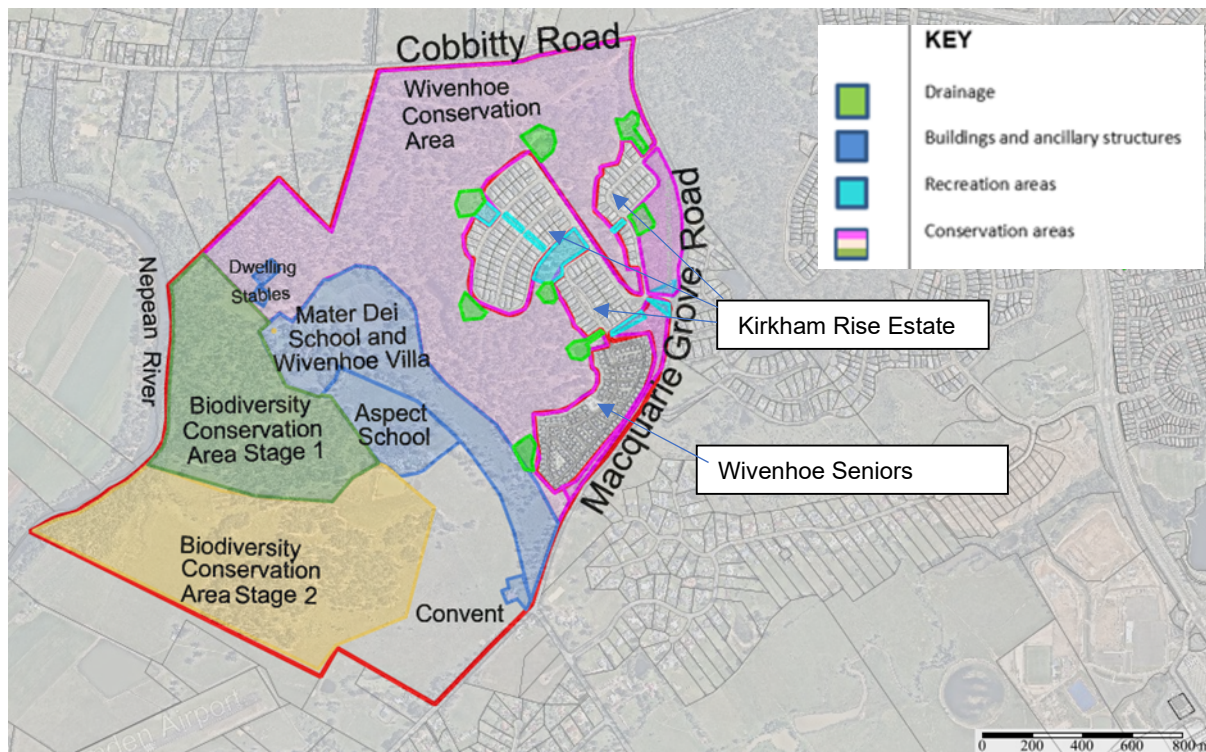 Cobbitty Road
Wivenhoe
Conservation
Area
KEY
Drainage
Buildings and ancillary structures
Recreation areas
Conservation areas
Macquarie Grove Road
Nepean River
Dwelling
Stables
Mater Dei
School and
Wivenhoe Villa
Kirkham Rise Estate
Aspect
School
Biodiversity
Conservation
Area Stage 1
Wivenhoe Seniors
Biodiversity
Conservation
Area Stage 2
Convent
Airport
0 200 400 600 800 m